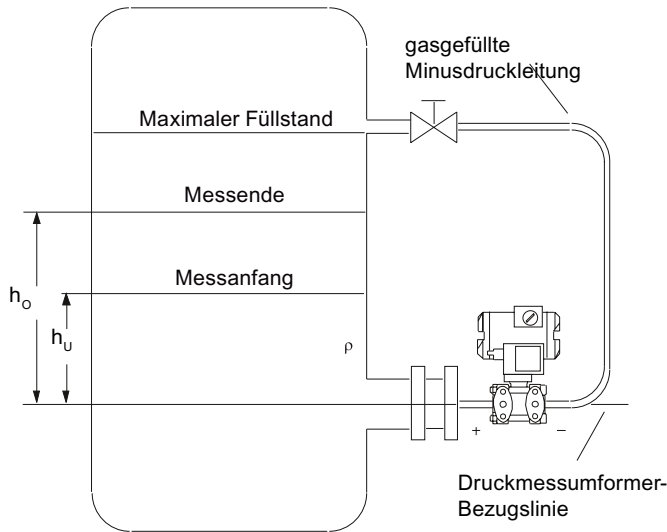 gasgefüllte
Minusdruckleitung
Maximaler Füllstand
Messende
Messanfang
hO
hU
ρ
+
−
Druckmessumformer-
Bezugslinie